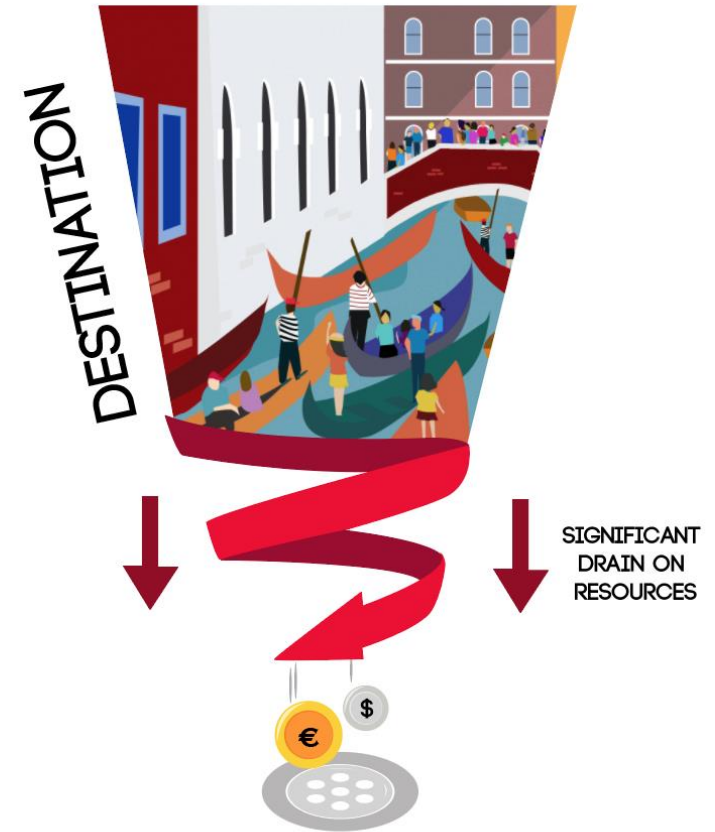 DESTINATION
SIGNIFICANT
DRAIN ON
RESOURCES
$
€